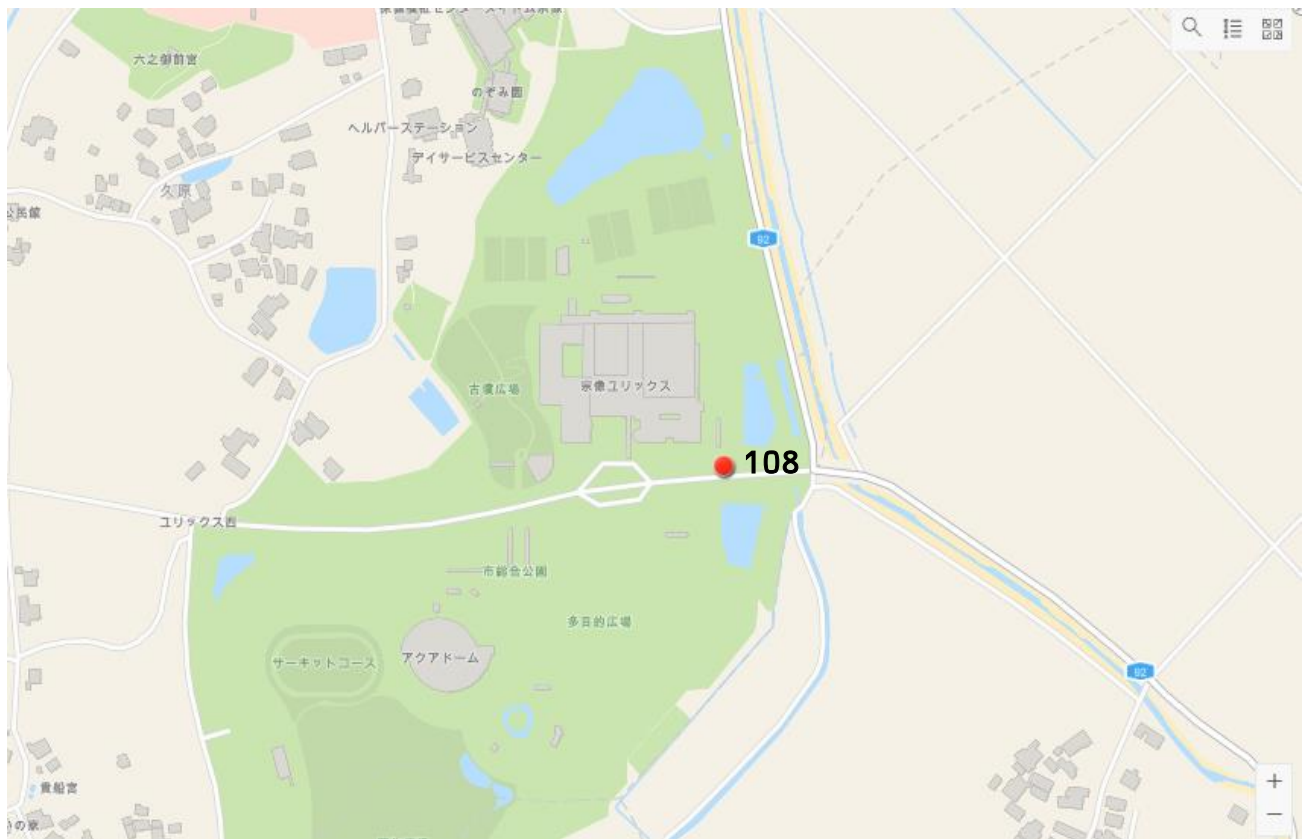 六之御前宮
のぞみ園
ヘルパーステーション
デイサービスセンター
久原
公民館
92
古墳広場
宗像ユリックス
108
ユリックス西
市総合公園
多目的広場
サーキットコース
アクアドーム
92
貴船宮
+
−